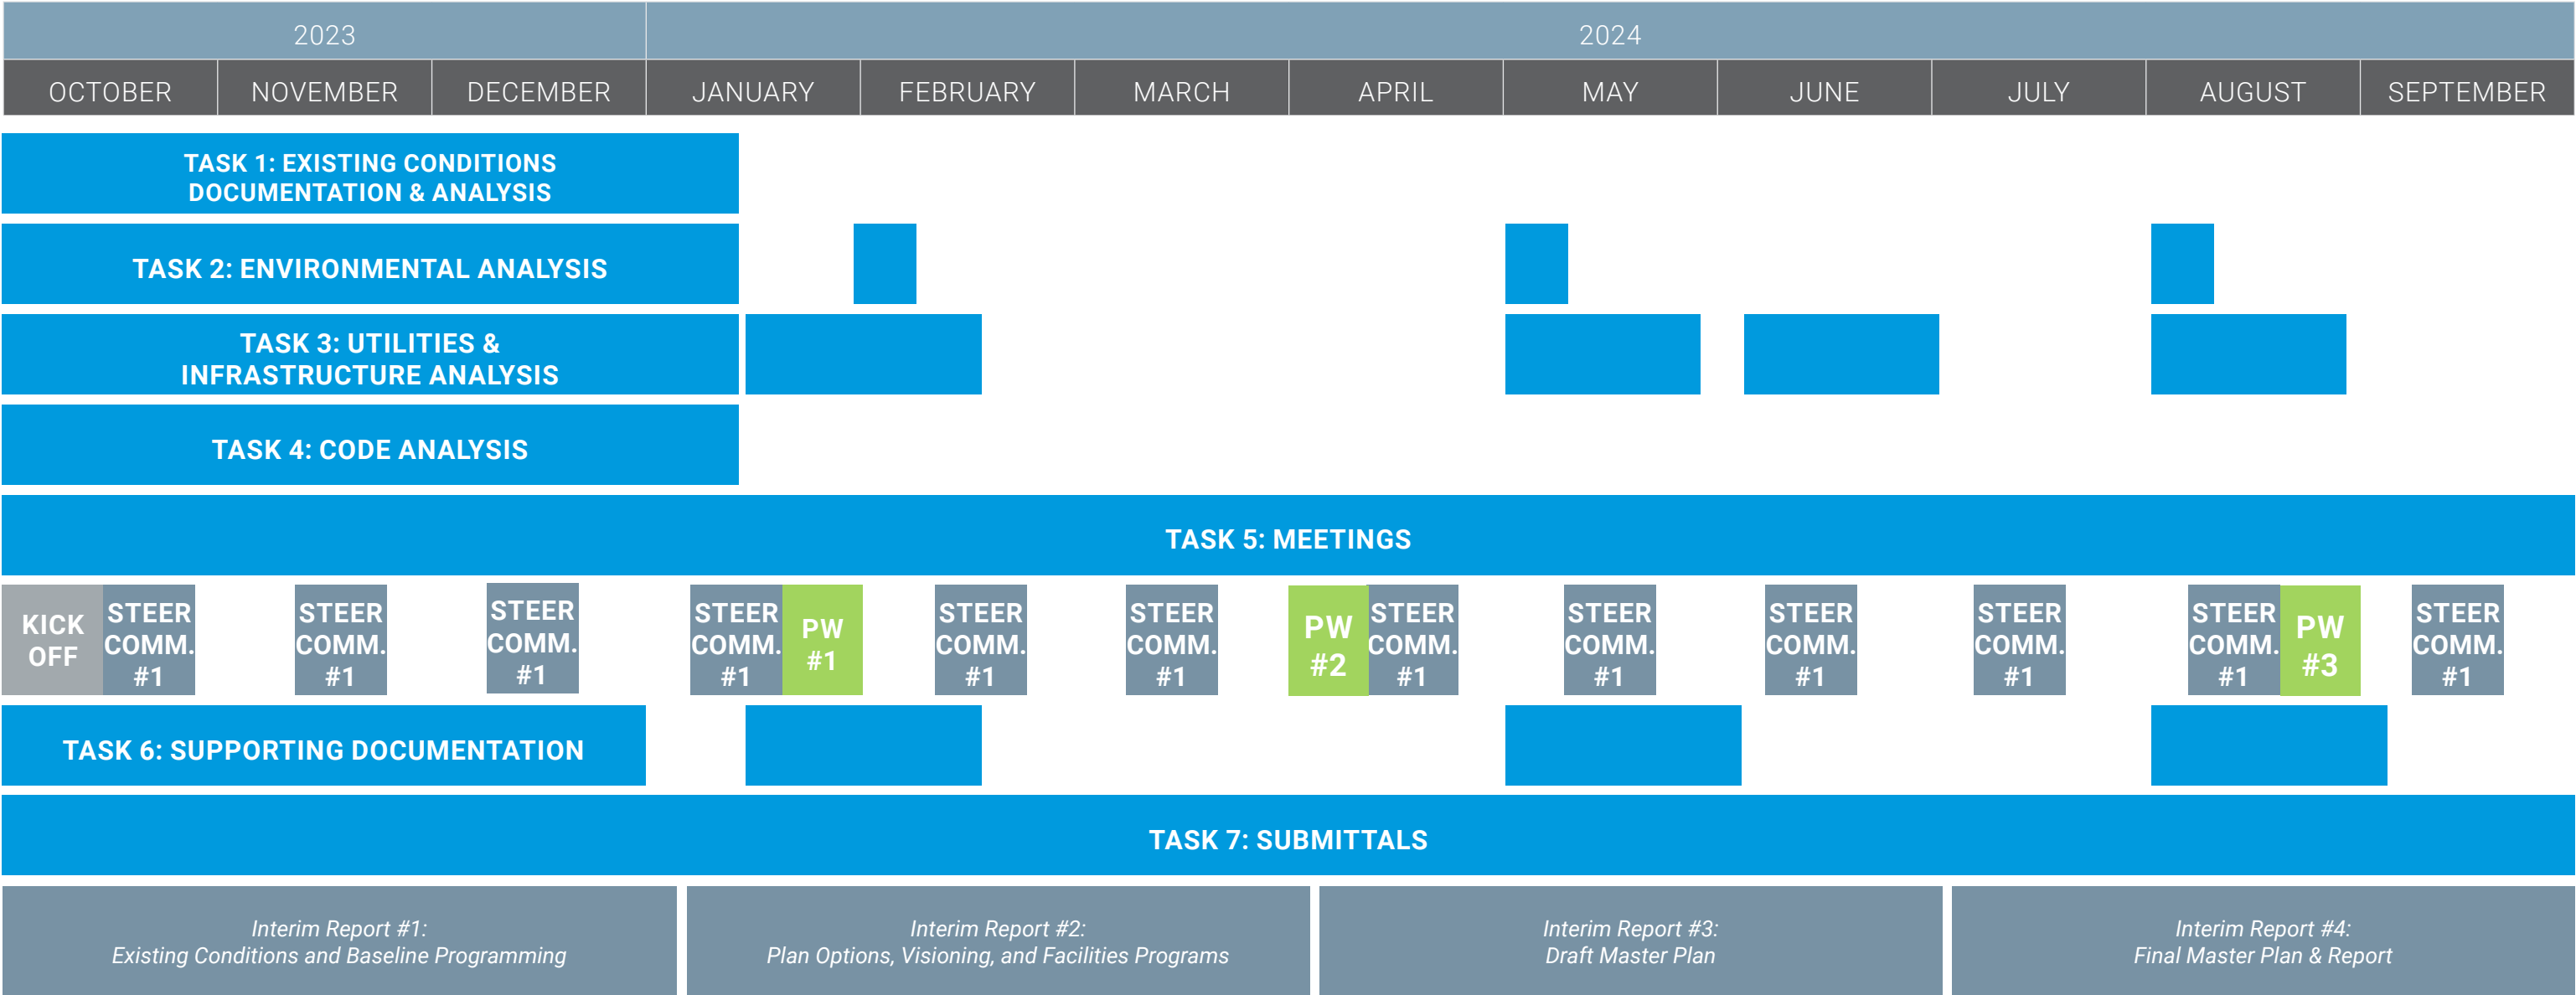 2023
2024
OCTOBER
NOVEMBER
DECEMBER
JANUARY
FEBRUARY
MARCH
APRIL
MAY
JUNE
JULY
AUGUST
SEPTEMBER
TASK 1: EXISTING CONDITIONS
DOCUMENTATION & ANALYSIS
TASK 2: ENVIRONMENTAL ANALYSIS
TASK 3: UTILITIES &
INFRASTRUCTURE ANALYSIS
TASK 4: CODE ANALYSIS
TASK 5: MEETINGS
KICK
OFF
STEER
COMM.
#1
STEER
COMM.
#1
STEER
COMM.
#1
STEER
COMM.
#1
PW
#1
STEER
COMM.
#1
STEER
COMM.
#1
PW
#2
STEER
COMM.
#1
STEER
COMM.
#1
STEER
COMM.
#1
STEER
COMM.
#1
STEER
COMM.
#1
PW
#3
STEER
COMM.
#1
TASK 6: SUPPORTING DOCUMENTATION
TASK 7: SUBMITTALS
Interim Report #1:
Existing Conditions and Baseline Programming
Interim Report #2:
Plan Options, Visioning, and Facilities Programs
Interim Report #3:
Draft Master Plan
Interim Report #4:
Final Master Plan & Report